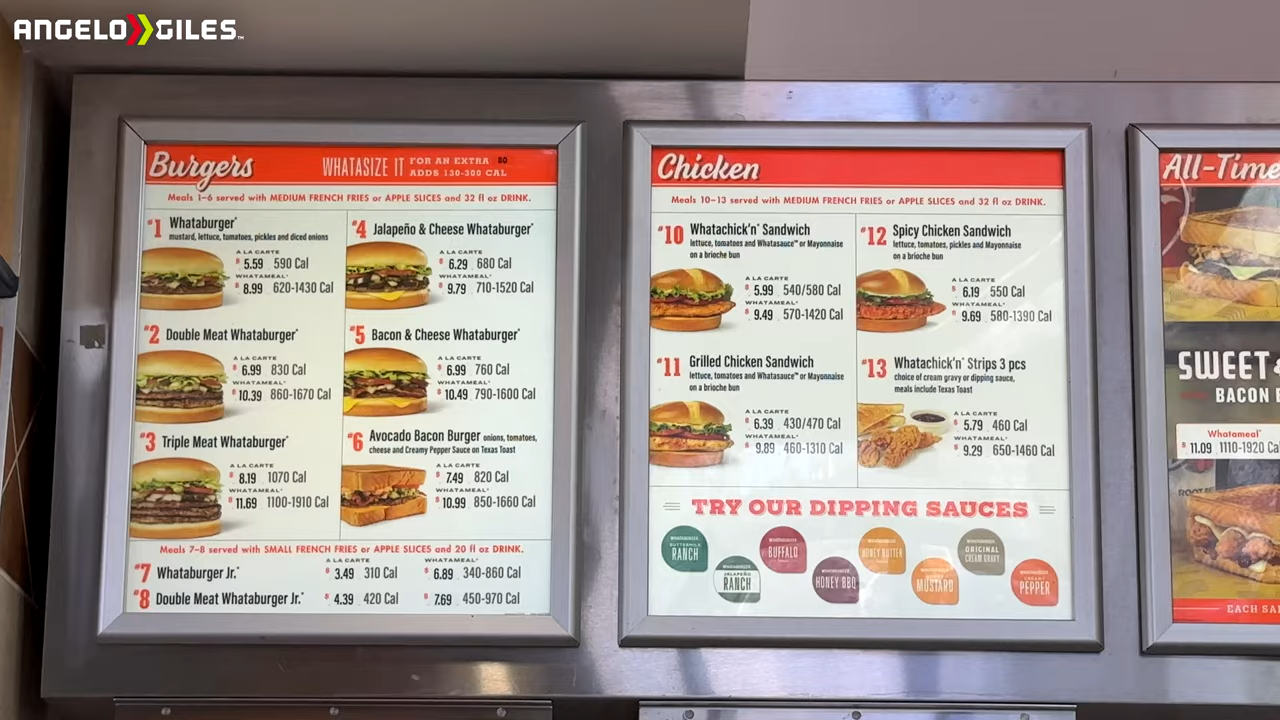 ANGELO GILES
Burgers
WHATASIZE IT FOR AN EXTRA 80
ADDS 130-300 CAL
Meals 1-6 served with MEDIUM FRENCH FRIES or APPLE SLICES and 32 fl oz DRINK.
#1 Whataburger®
mustard, lettuce, tomatoes, pickles and diced onions
A LA CARTE
$ 5.59 590 Cal
WHATAMEAL®
$ 8.99 620-1430 Cal
#2 Double Meat Whataburger®
A LA CARTE
$ 6.99 830 Cal
WHATAMEAL®
$ 10.39 860-1670 Cal
#3 Triple Meat Whataburger®
A LA CARTE
$ 8.19 1070 Cal
WHATAMEAL®
$ 11.69 1100-1910 Cal
#4 Jalapeño & Cheese Whataburger®
A LA CARTE
$ 6.29 680 Cal
WHATAMEAL®
$ 9.79 710-1520 Cal
#5 Bacon & Cheese Whataburger®
A LA CARTE
$ 6.99 760 Cal
WHATAMEAL®
$ 10.49 790-1600 Cal
#6 Avocado Bacon Burger onions, tomatoes,
cheese and Creamy Pepper Sauce on Texas Toast
A LA CARTE
$ 7.49 820 Cal
WHATAMEAL®
$ 10.99 850-1660 Cal
Meals 7-8 served with SMALL FRENCH FRIES or APPLE SLICES and 20 fl oz DRINK.
A LA CARTE WHATAMEAL®
#7 Whataburger Jr.® $ 3.49 310 Cal $ 6.89 340-860 Cal
#8 Double Meat Whataburger Jr.® $ 4.39 420 Cal $ 7.69 450-970 Cal
Chicken
Meals 10-13 served with MEDIUM FRENCH FRIES or APPLE SLICES and 32 fl oz DRINK.
#10 Whatachick'n® Sandwich
lettuce, tomatoes and Whatasauce™ or Mayonnaise
on a brioche bun
A LA CARTE
$ 5.99 540/580 Cal
WHATAMEAL®
$ 9.49 570-1420 Cal
#11 Grilled Chicken Sandwich
lettuce, tomatoes and Whatasauce™ or Mayonnaise
on a brioche bun
A LA CARTE
$ 6.39 430/470 Cal
WHATAMEAL®
$ 9.89 460-1310 Cal
#12 Spicy Chicken Sandwich
lettuce, tomatoes, pickles and Mayonnaise
on a brioche bun
A LA CARTE
$ 6.19 550 Cal
WHATAMEAL®
$ 9.69 580-1390 Cal
#13 Whatachick'n® Strips 3 pcs
choice of cream gravy or dipping sauce,
meals include Texas Toast
A LA CARTE
$ 5.79 460 Cal
WHATAMEAL®
$ 9.29 650-1460 Cal
TRY OUR DIPPING SAUCES
BUTTERMILK
RANCH
JALAPEÑO
RANCH
BUFFALO
HONEY BBQ
HONEY BUTTER
MUSTARD
ORIGINAL
CREAM GRAVY
CREAMY
PEPPER
All-Time
SWEET &
BACON
Whatameal®
$ 11.09 1110-1920 Ca
ROOT BE
EACH SA